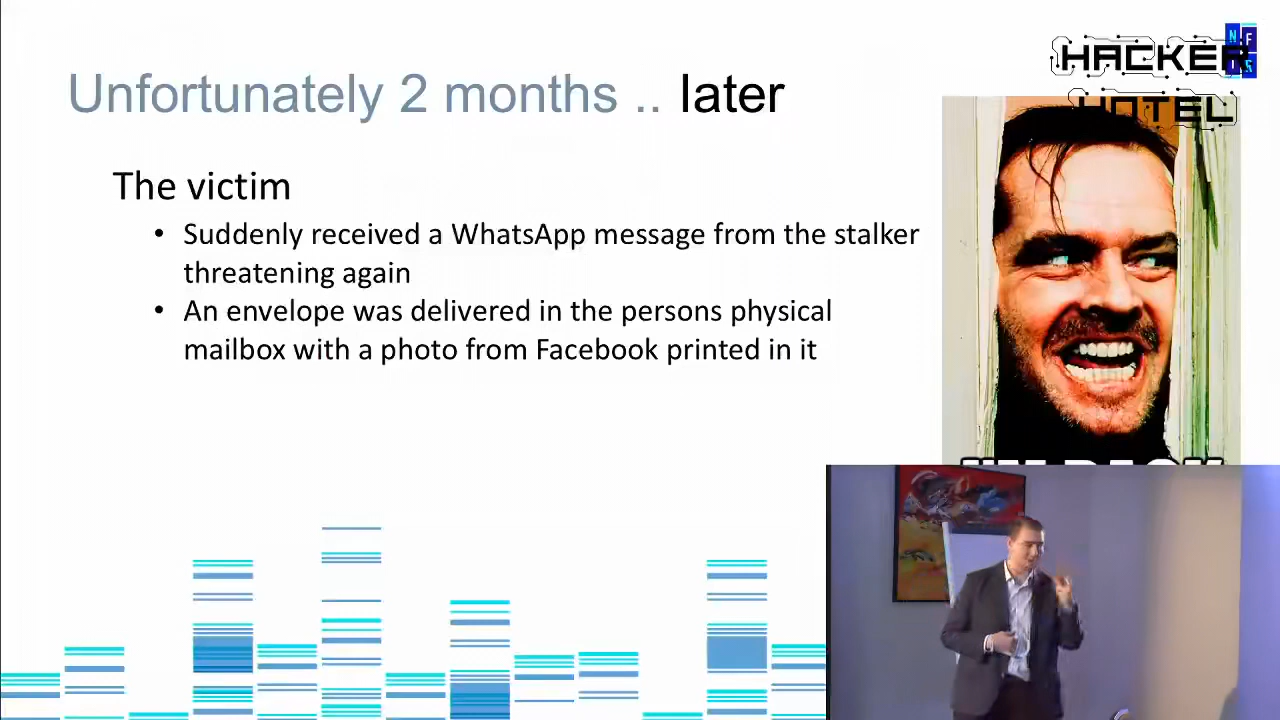 Unfortunately 2 months .. later
HACKER
HOTEL
N F
I S
The victim
• Suddenly received a WhatsApp message from the stalker
threatening again
• An envelope was delivered in the persons physical
mailbox with a photo from Facebook printed in it